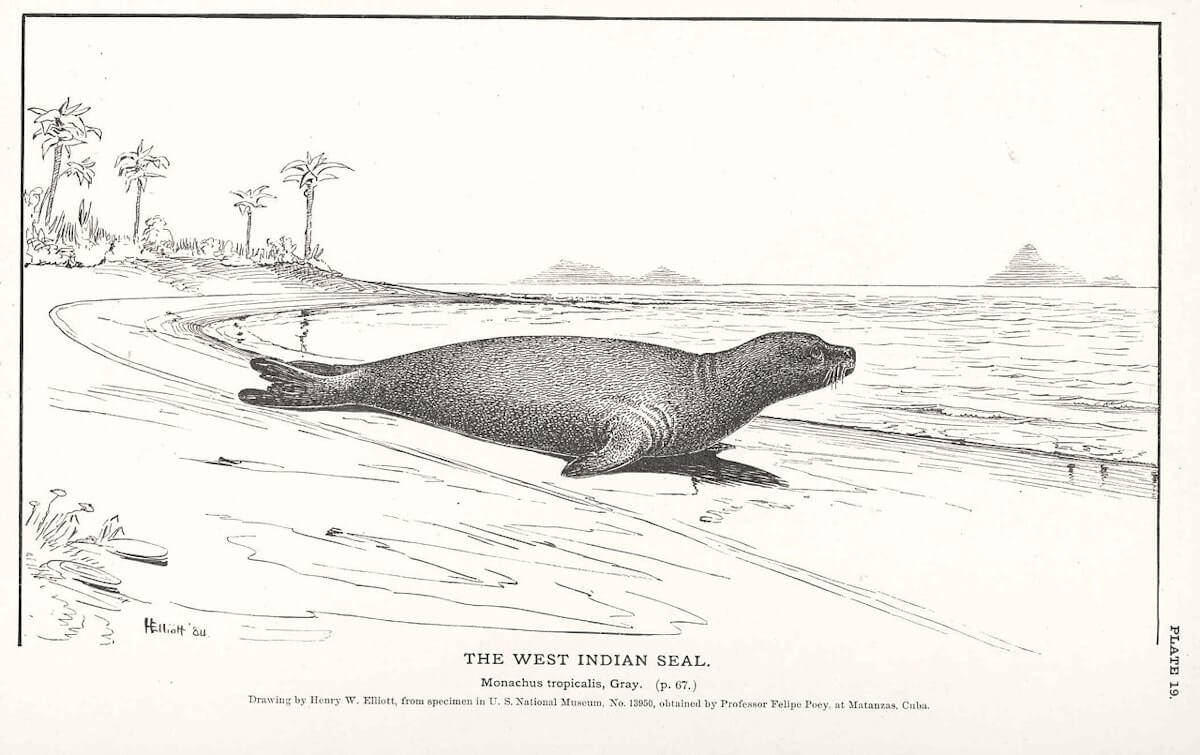 HElliott '84.
THE WEST INDIAN SEAL.
Monachus tropicalis, Gray. (p. 67.)
Drawing by Henry W. Elliott, from specimen in U. S. National Museum, No. 13950, obtained by Professor Felipe Poey, at Matanzas, Cuba.
PLATE 19.